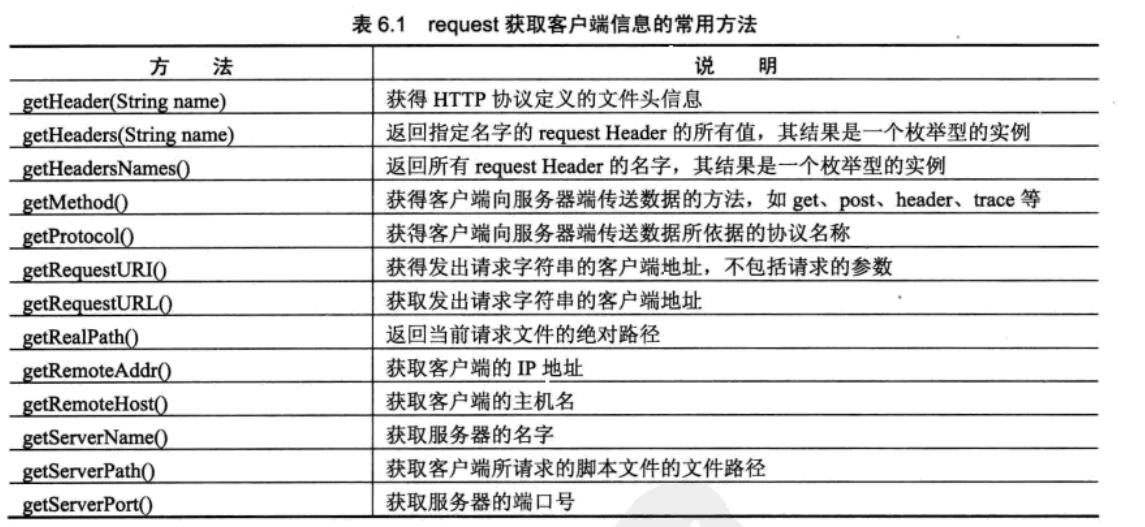 表 6.1 request 获取客户端信息的常用方法
方 法 说 明
getHeader(String name) 获得 HTTP 协议定义的文件头信息
getHeaders(String name) 返回指定名字的 request Header 的所有值，其结果是一个枚举型的实例
getHeadersNames() 返回所有 request Header 的名字，其结果是一个枚举型的实例
getMethod() 获得客户端向服务器端传送数据的方法，如 get、post、header、trace 等
getProtocol() 获得客户端向服务器端传送数据所依据的协议名称
getRequestURI() 获得发出请求字符串的客户端地址，不包括请求的参数
getRequestURL() 获取发出请求字符串的客户端地址
getRealPath() 返回当前请求文件的绝对路径
getRemoteAddr() 获取客户端的 IP 地址
getRemoteHost() 获取客户端的主机名
getServerName() 获取服务器的名字
getServerPath() 获取客户端所请求的脚本文件的文件路径
getServerPort() 获取服务器的端口号